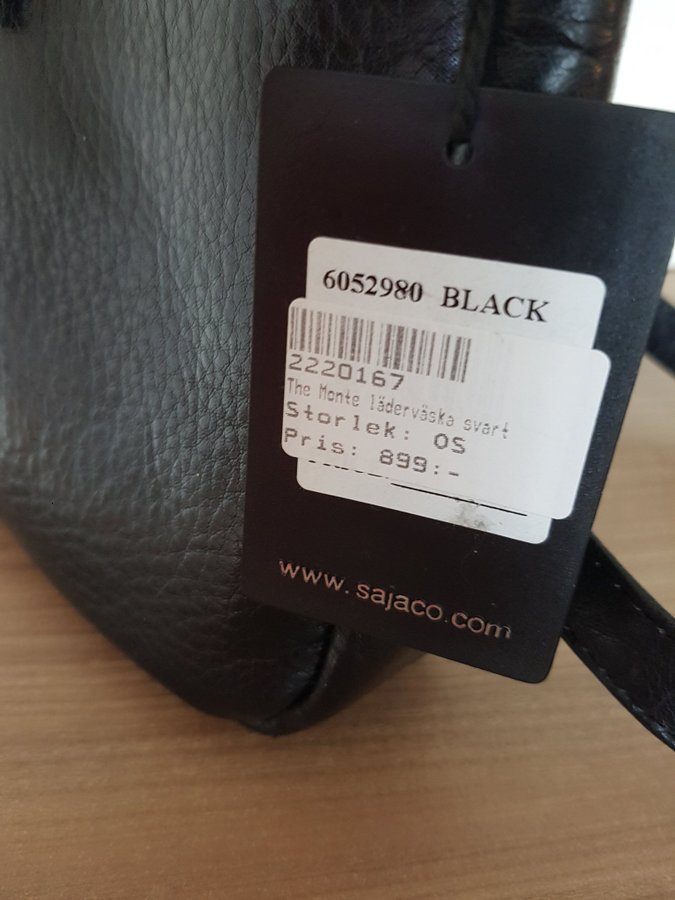 6052980 BLACK
2220167
The Monte läderväska svart
Storlek: OS
Pris: 899:-
www.sajaco.com